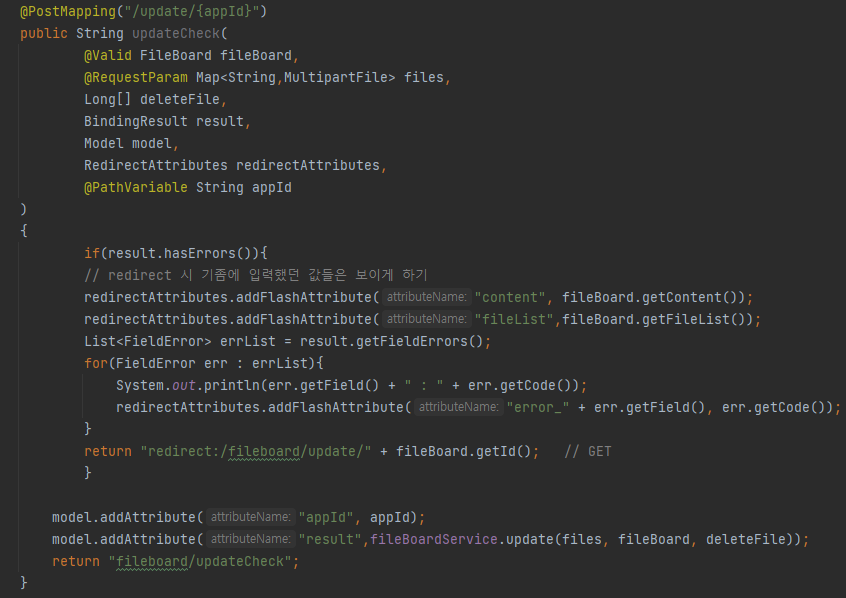 @PostMapping("/update/{appId}")
public String updateCheck(
@Valid FileBoard fileBoard,
@RequestParam Map<String,MultipartFile> files,
Long[] deleteFile,
BindingResult result,
Model model,
RedirectAttributes redirectAttributes,
@PathVariable String appId
)
{
if(result.hasErrors()){
// redirect 시 기좀에 입력했던 값들은 보이게 하기
redirectAttributes.addFlashAttribute( attributeName: "content", fileBoard.getContent());
redirectAttributes.addFlashAttribute( attributeName: "fileList",fileBoard.getFileList());
List<FieldError> errList = result.getFieldErrors();
for(FieldError err : errList){
System.out.println(err.getField() + " : " + err.getCode());
redirectAttributes.addFlashAttribute( attributeName: "error_" + err.getField(), err.getCode());
}
return "redirect:/fileboard/update/" + fileBoard.getId();   // GET
}
model.addAttribute( attributeName: "appId", appId);
model.addAttribute( attributeName: "result",fileBoardService.update(files, fileBoard, deleteFile));
return "fileboard/updateCheck";
}